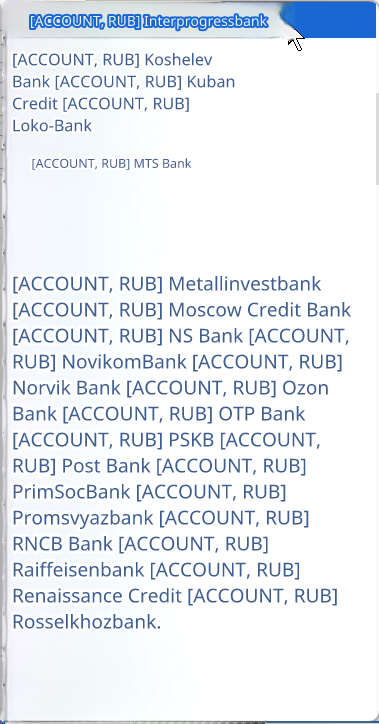 [ACCOUNT, RUB] Interprogressbank
[ACCOUNT, RUB] Koshelev
Bank [ACCOUNT, RUB] Kuban
Credit [ACCOUNT, RUB]
Loko-Bank
[ACCOUNT, RUB] MTS Bank
[ACCOUNT, RUB] Metallinvestbank
[ACCOUNT, RUB] Moscow Credit Bank
[ACCOUNT, RUB] NS Bank [ACCOUNT,
RUB] NovikomBank [ACCOUNT, RUB]
Norvik Bank [ACCOUNT, RUB] Ozon
Bank [ACCOUNT, RUB] OTP Bank
[ACCOUNT, RUB] PSKB [ACCOUNT,
RUB] Post Bank [ACCOUNT, RUB]
PrimSocBank [ACCOUNT, RUB]
Promsvyazbank [ACCOUNT, RUB]
RNCB Bank [ACCOUNT, RUB]
Raiffeisenbank [ACCOUNT, RUB]
Renaissance Credit [ACCOUNT, RUB]
Rosselkhozbank.